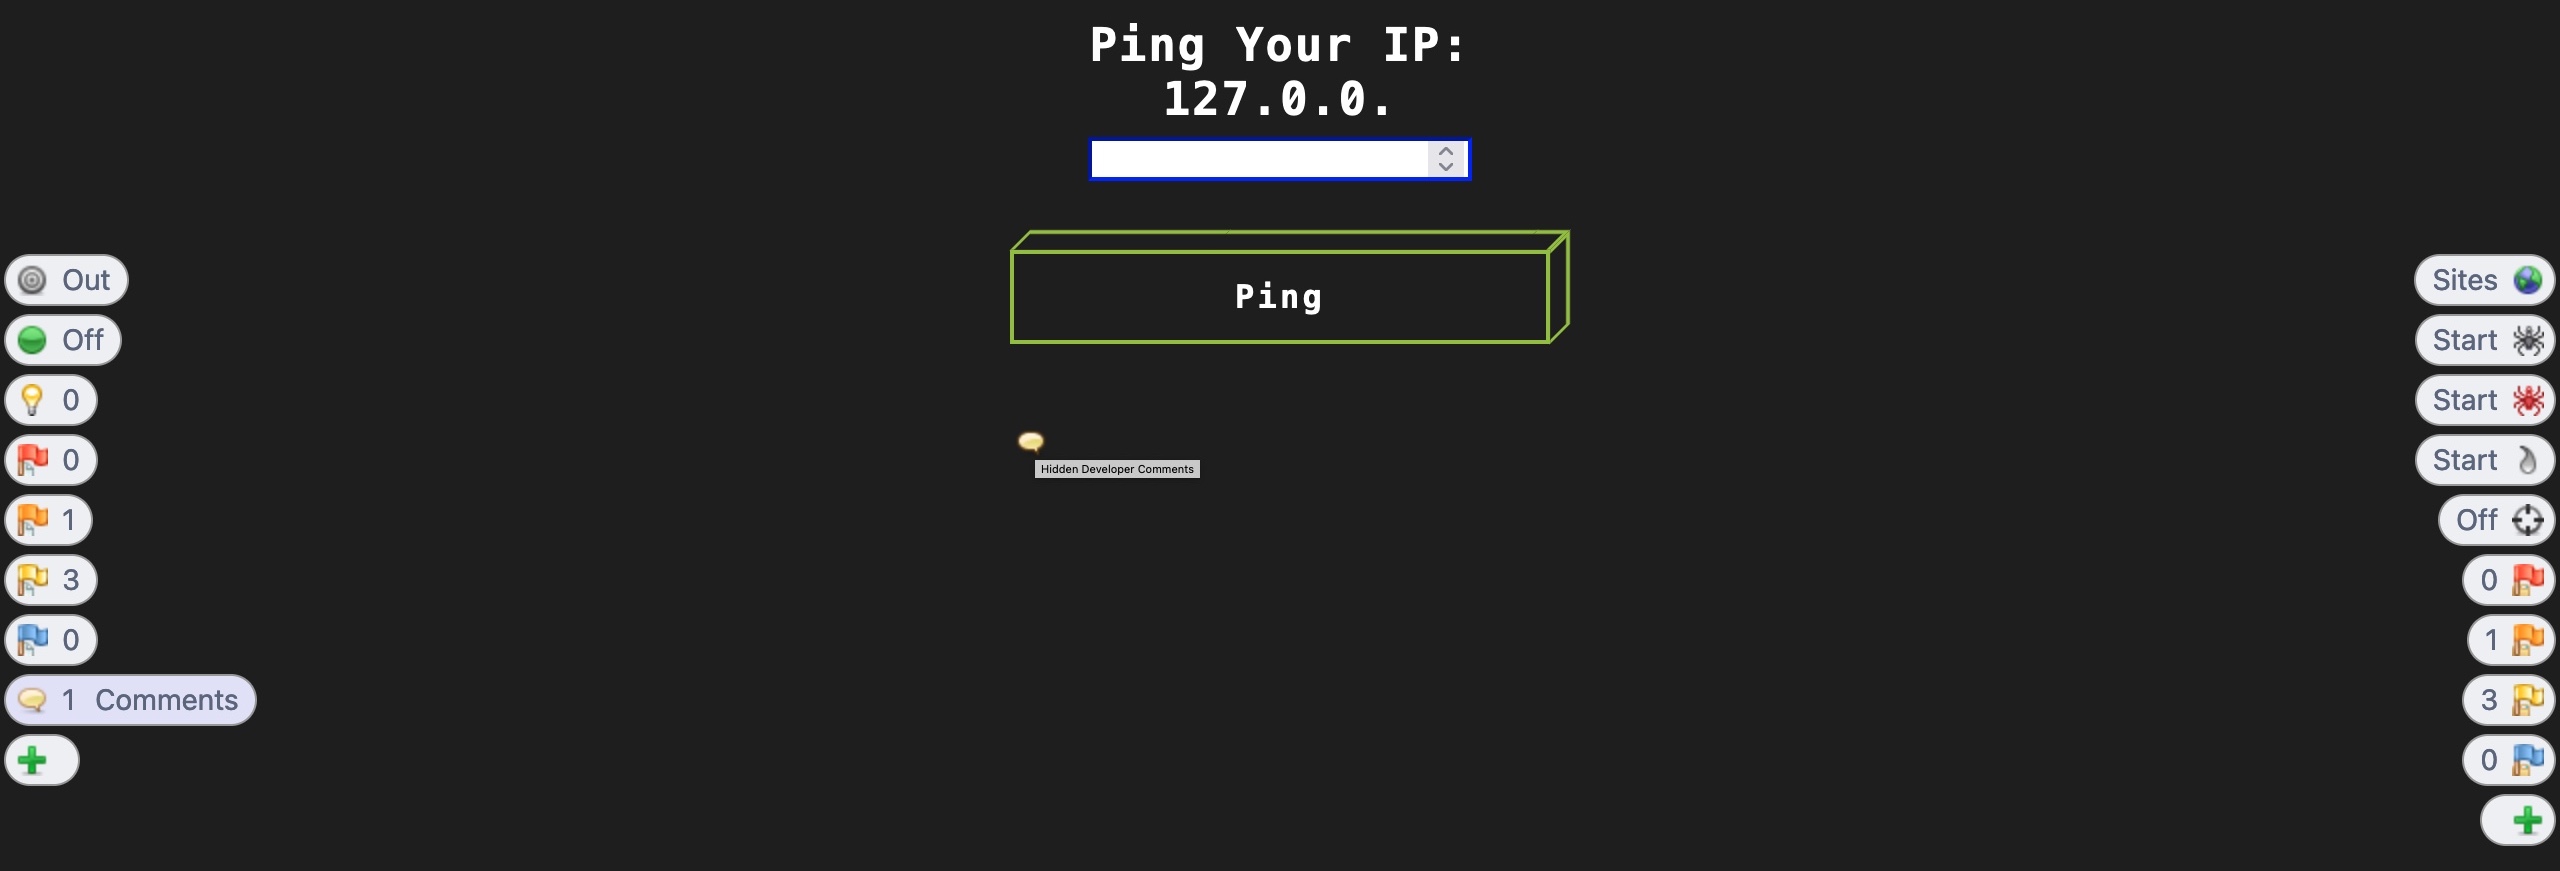 Ping Your IP:
127.0.0.
Ping
Hidden Developer Comments
Out
Off
0
0
1
3
0
1 Comments
Sites
Start
Start
Start
Off
0
1
3
0